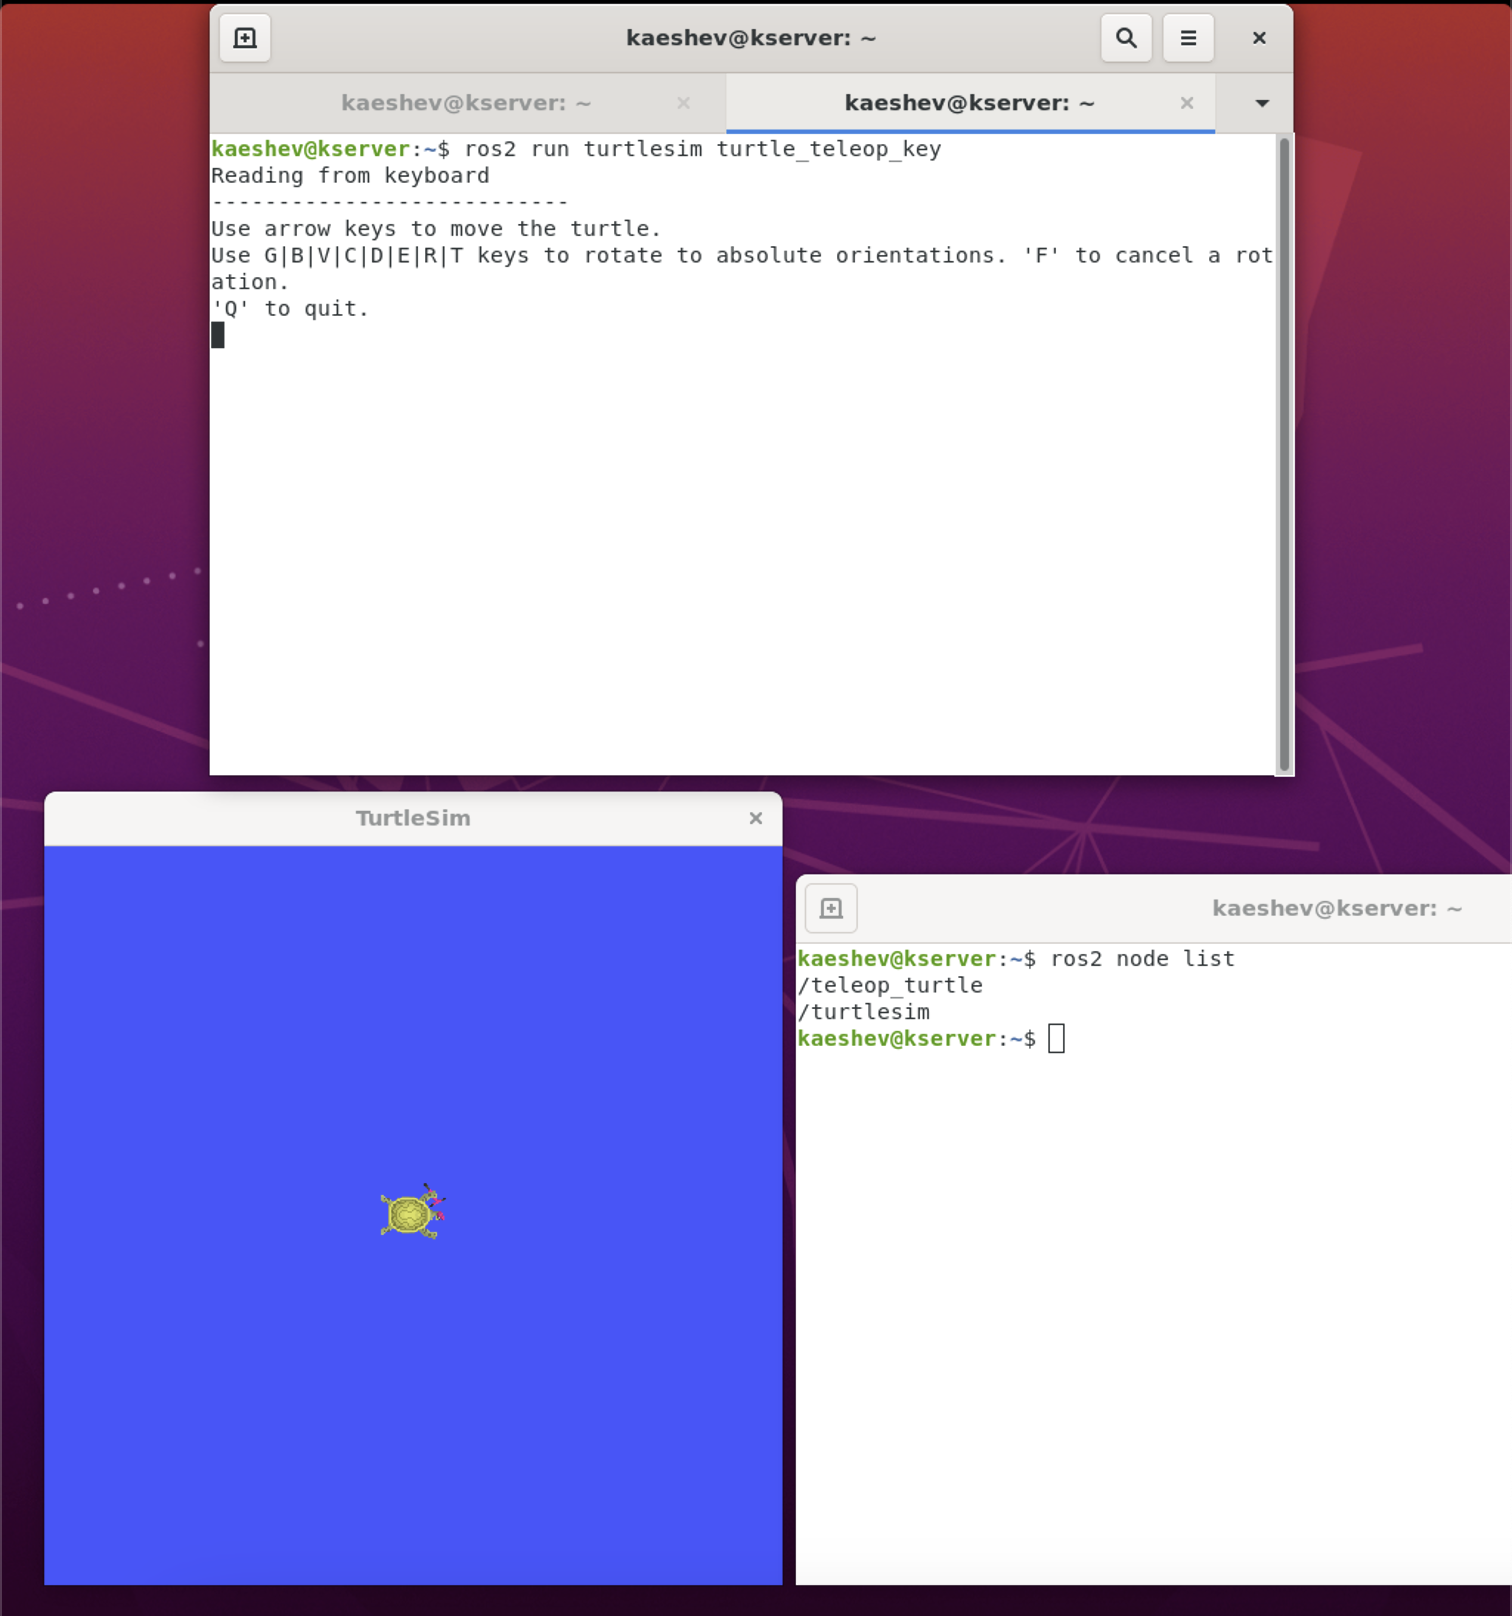 kaeshev@kserver: ~
kaeshev@kserver: ~
kaeshev@kserver: ~
kaeshev@kserver:~$ ros2 run turtlesim turtle_teleop_key
Reading from keyboard
---------------------------
Use arrow keys to move the turtle.
Use G|B|V|C|D|E|R|T keys to rotate to absolute orientations. 'F' to cancel a rot
ation.
'Q' to quit.
TurtleSim
kaeshev@kserver: ~
kaeshev@kserver:~$ ros2 node list
/teleop_turtle
/turtlesim
kaeshev@kserver:~$